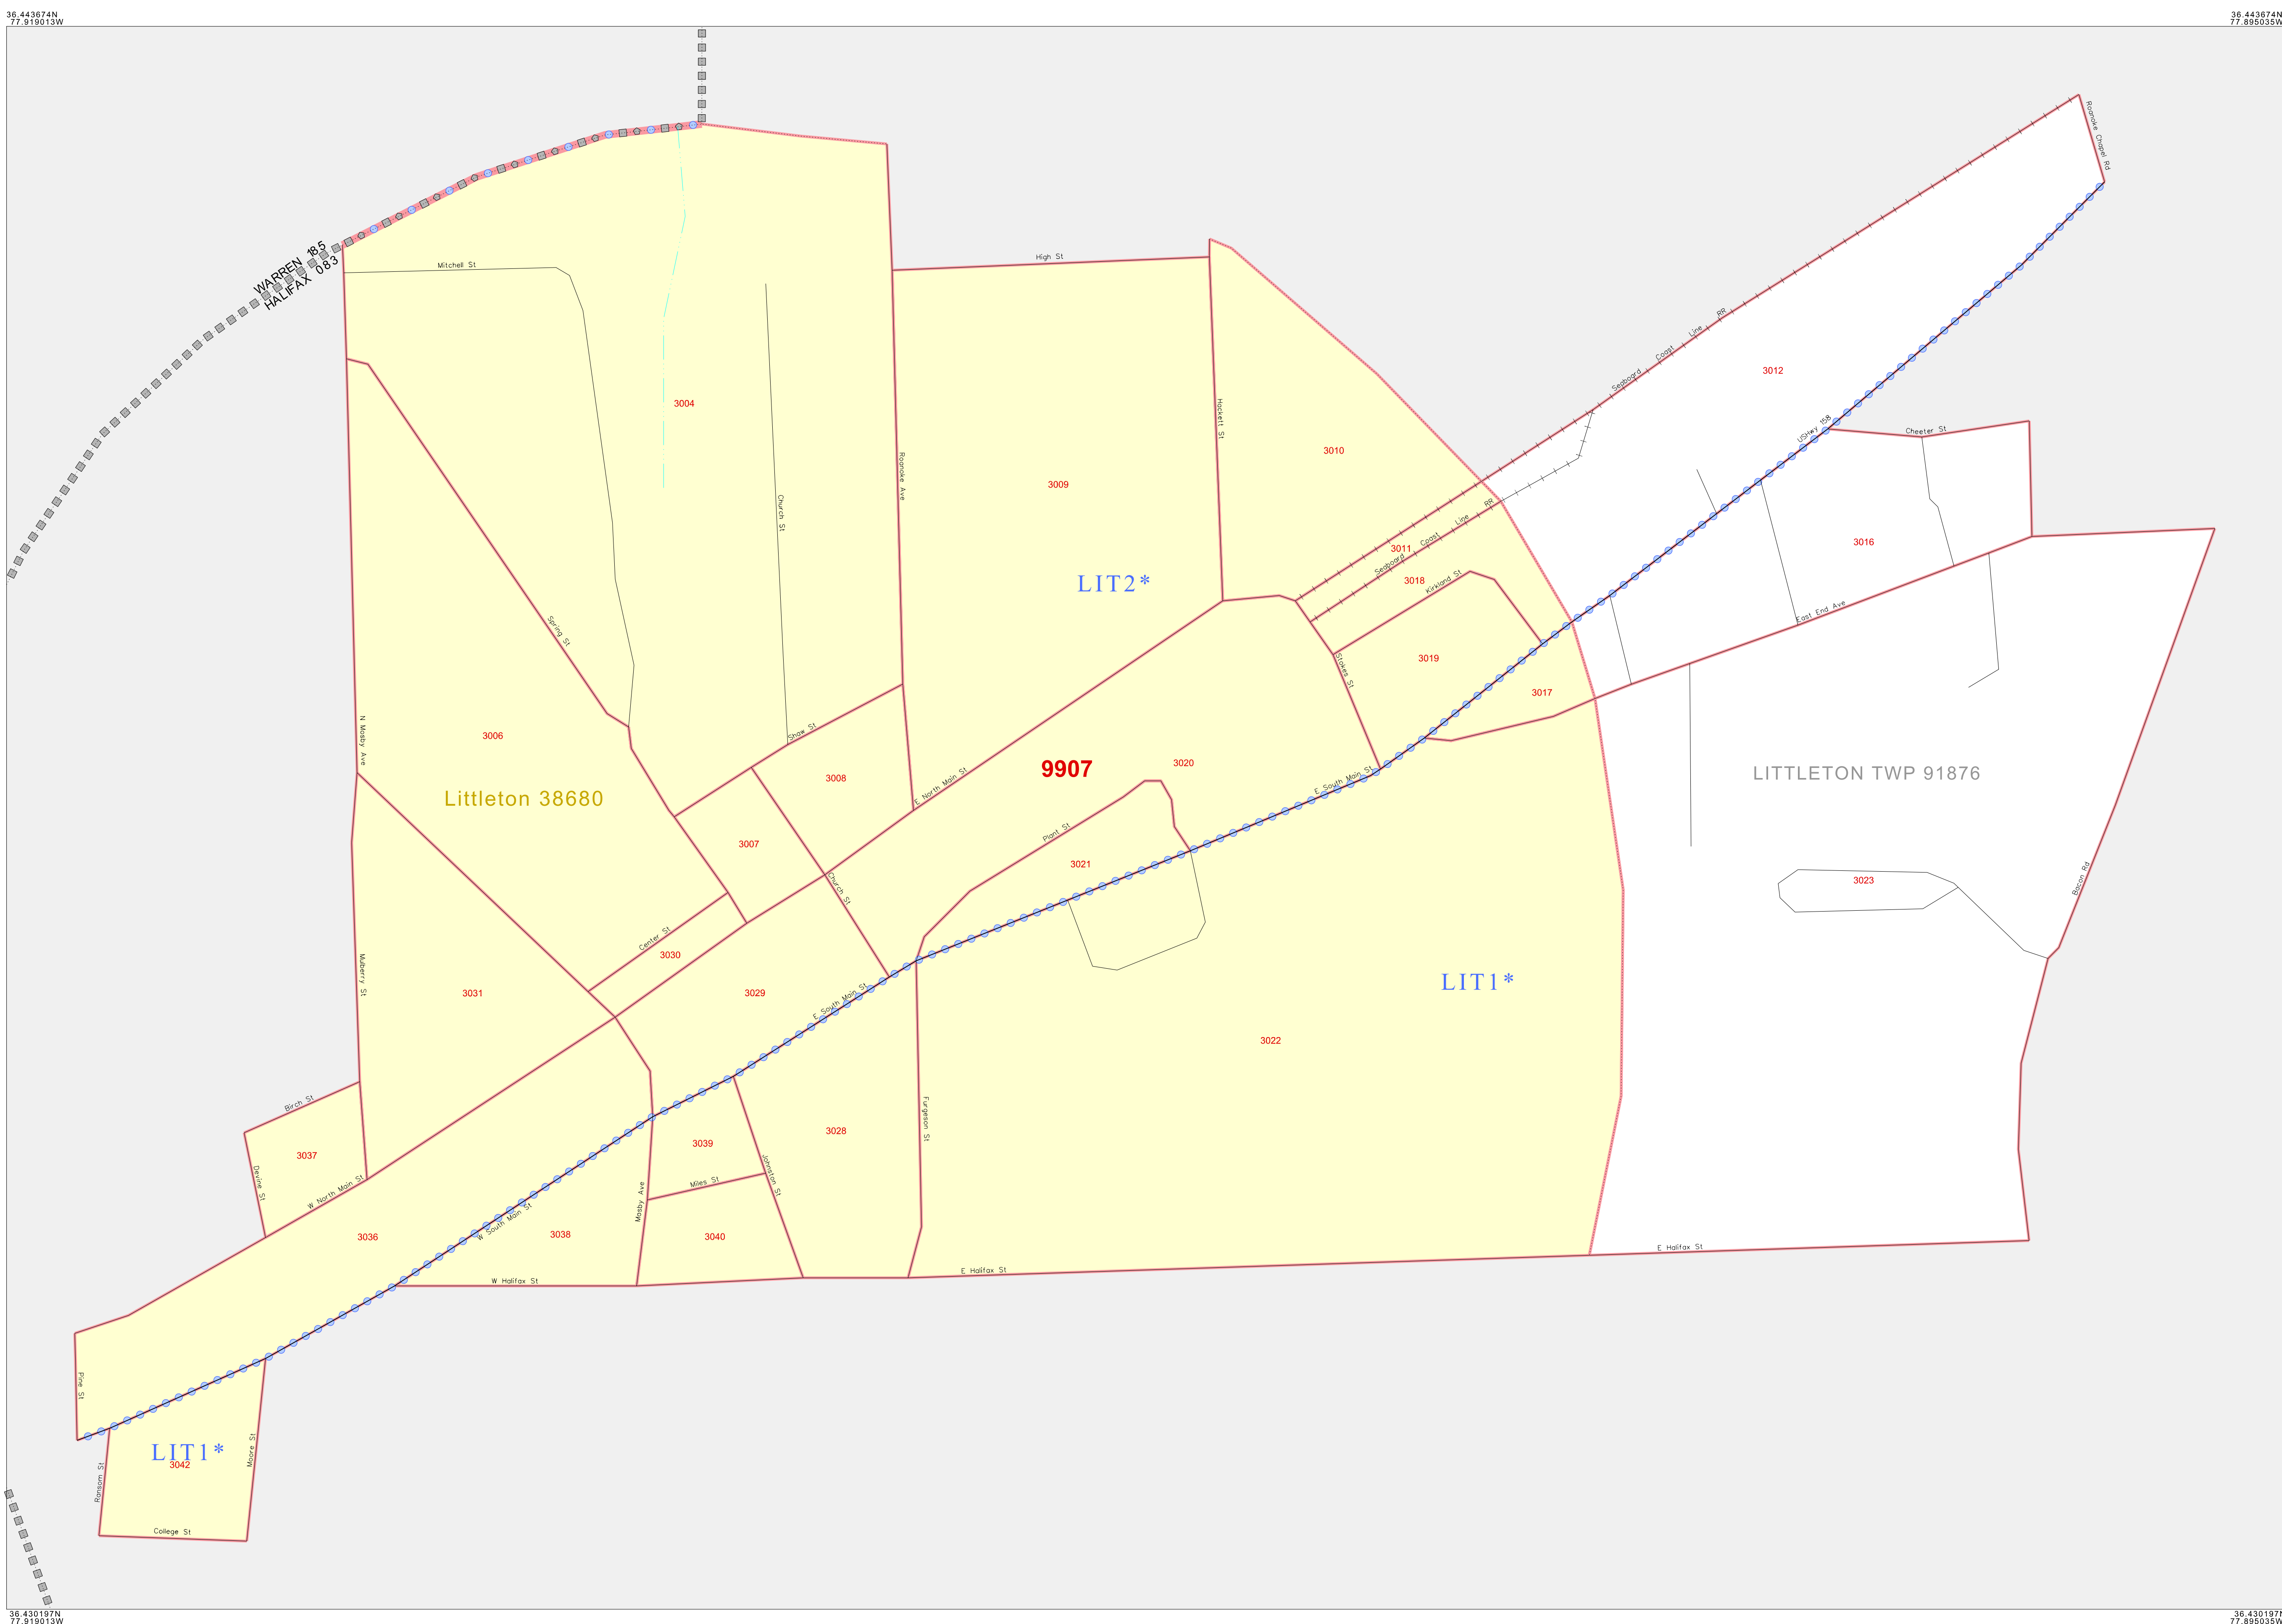 36.443674N
77.919013W
36.443674N
77.895035W
Roanoke Chapel Rd
WARREN 185
HALIFAX 083
Mitchell St
High St
Seaboard Coast Line RR
3012
3004
Hockett St
USHwy 158
Cheeter St
3010
Roanoke Ave
3009
Church St
Seaboard Coast Line RR
3011
3016
3018
Kirkland St
LIT2*
East End Ave
Spring St
3019
Stokes St
3017
N Mosby Ave
3006
Shaw St
9907
3020
LITTLETON TWP 91876
3008
E North Main St
E South Main St
Littleton 38680
Plant St
3007
3021
3023
Bacon Rd
Church St
Center St
3030
Mulberry St
3031
3029
LIT1*
E South Main St
3022
Birch St
Furgeson St
3028
3039
3037
Devine St
W North Main St
Miles St
Johnston St
Mosby Ave
W South Main St
3036
3038
3040
E Halifax St
E Halifax St
W Halifax St
Pine St
LIT1*
3042
Moore St
Ransom St
College St
36.430197N
77.919013W
36.430197N
77.895035W